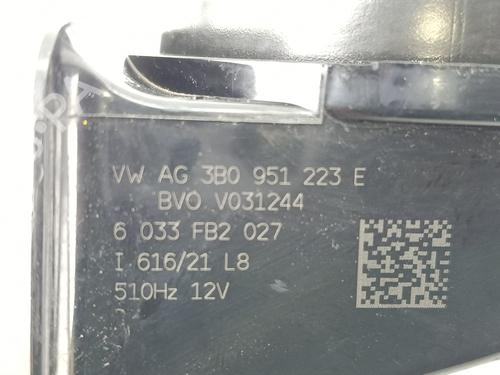 VW AG 3B0 951 223 E
BVO V031244
6 033 FB2 027
I 616/21 L8
510Hz 12V